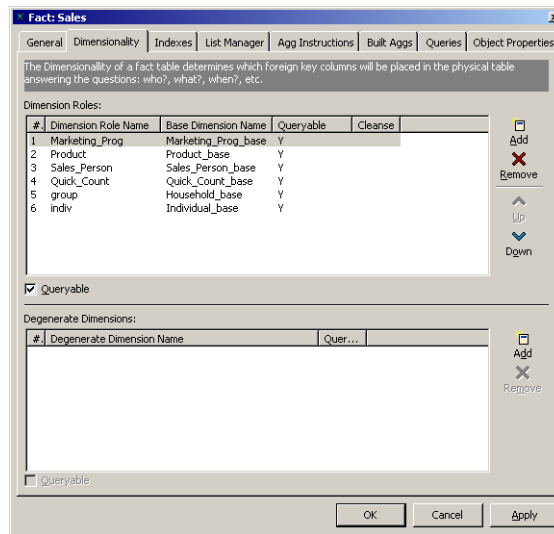 Fact: Sales
General Dimensionality Indexes List Manager Agg Instructions Built Aggs Queries Object Properties
The Dimensionallity of a fact table determines which foreign key columns will be placed in the physical table
answering the questions: who?, what?, when?, etc.
Dimension Roles:
#. Dimension Role Name Base Dimension Name Queryable Cleanse
1 Marketing_Prog Marketing_Prog_base Y
2 Product Product_base Y
3 Sales_Person Sales_Person_base Y
4 Quick_Count Quick_Count_base Y
5 group Household_base Y
6 indiv Individual_base Y
Add
Remove
Up
Down
Queryable
Degenerate Dimensions:
#. Degenerate Dimension Name Quer...
Add
Remove
Queryable
OK Cancel Apply